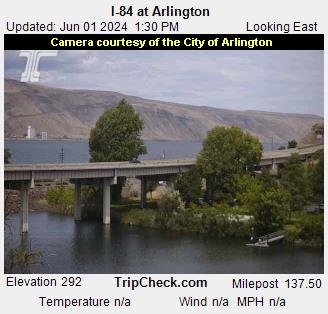 I-84 at Arlington
Updated: Jun 01 2024 1:30 PM Looking East
Camera courtesy of the City of Arlington
Elevation 292 TripCheck.com Milepost 137.50
Temperature n/a Wind n/a MPH n/a